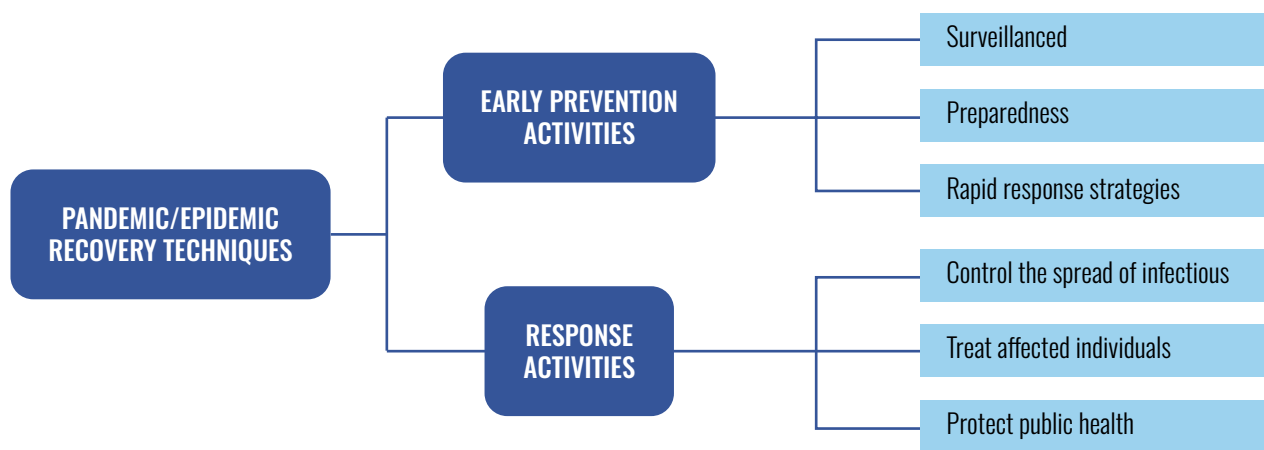 PANDEMIC/EPIDEMIC
RECOVERY TECHNIQUES
EARLY PREVENTION
ACTIVITIES
Surveillanced
Preparedness
Rapid response strategies
RESPONSE
ACTIVITIES
Control the spread of infectious
Treat affected individuals
Protect public health